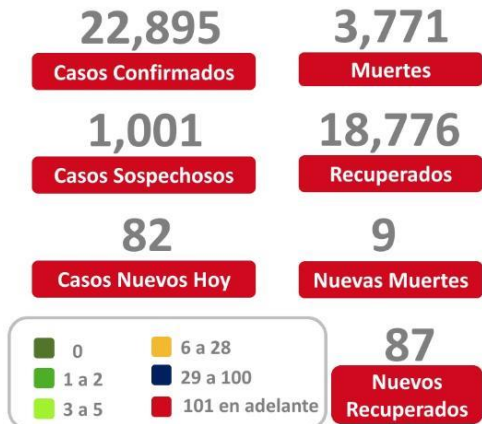 22,895
Casos Confirmados
3,771
Muertes
1,001
Casos Sospechosos
18,776
Recuperados
82
Casos Nuevos Hoy
9
Nuevas Muertes
0
1 a 2
3 a 5
6 a 28
29 a 100
101 en adelante
87
Nuevos
Recuperados